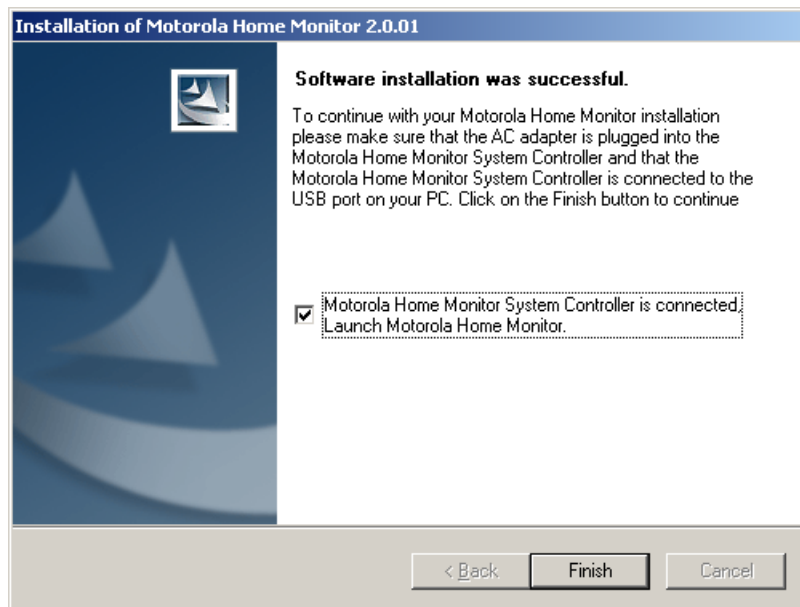 Installation of Motorola Home Monitor 2.0.01
Software installation was successful.
To continue with your Motorola Home Monitor installation
please make sure that the AC adapter is plugged into the
Motorola Home Monitor System Controller and that the
Motorola Home Monitor System Controller is connected to the
USB port on your PC. Click on the Finish button to continue
Motorola Home Monitor System Controller is connected,
Launch Motorola Home Monitor.
< Back
Finish
Cancel